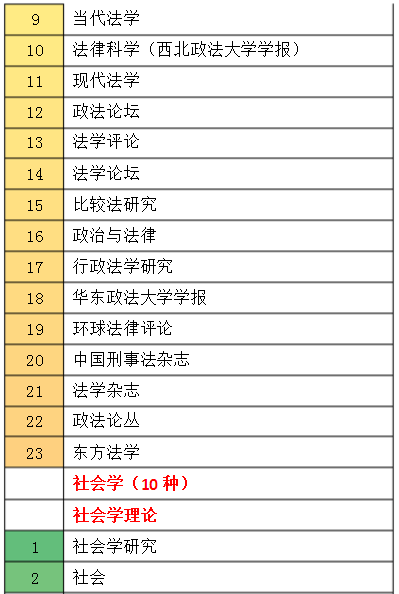 9 当代法学
10 法律科学（西北政法大学学报）
11 现代法学
12 政法论坛
13 法学评论
14 法学论坛
15 比较法研究
16 政治与法律
17 行政法学研究
18 华东政法大学学报
19 环球法律评论
20 中国刑事法杂志
21 法学杂志
22 政法论丛
23 东方法学
社会学（10 种）
社会学理论
1 社会学研究
2 社会